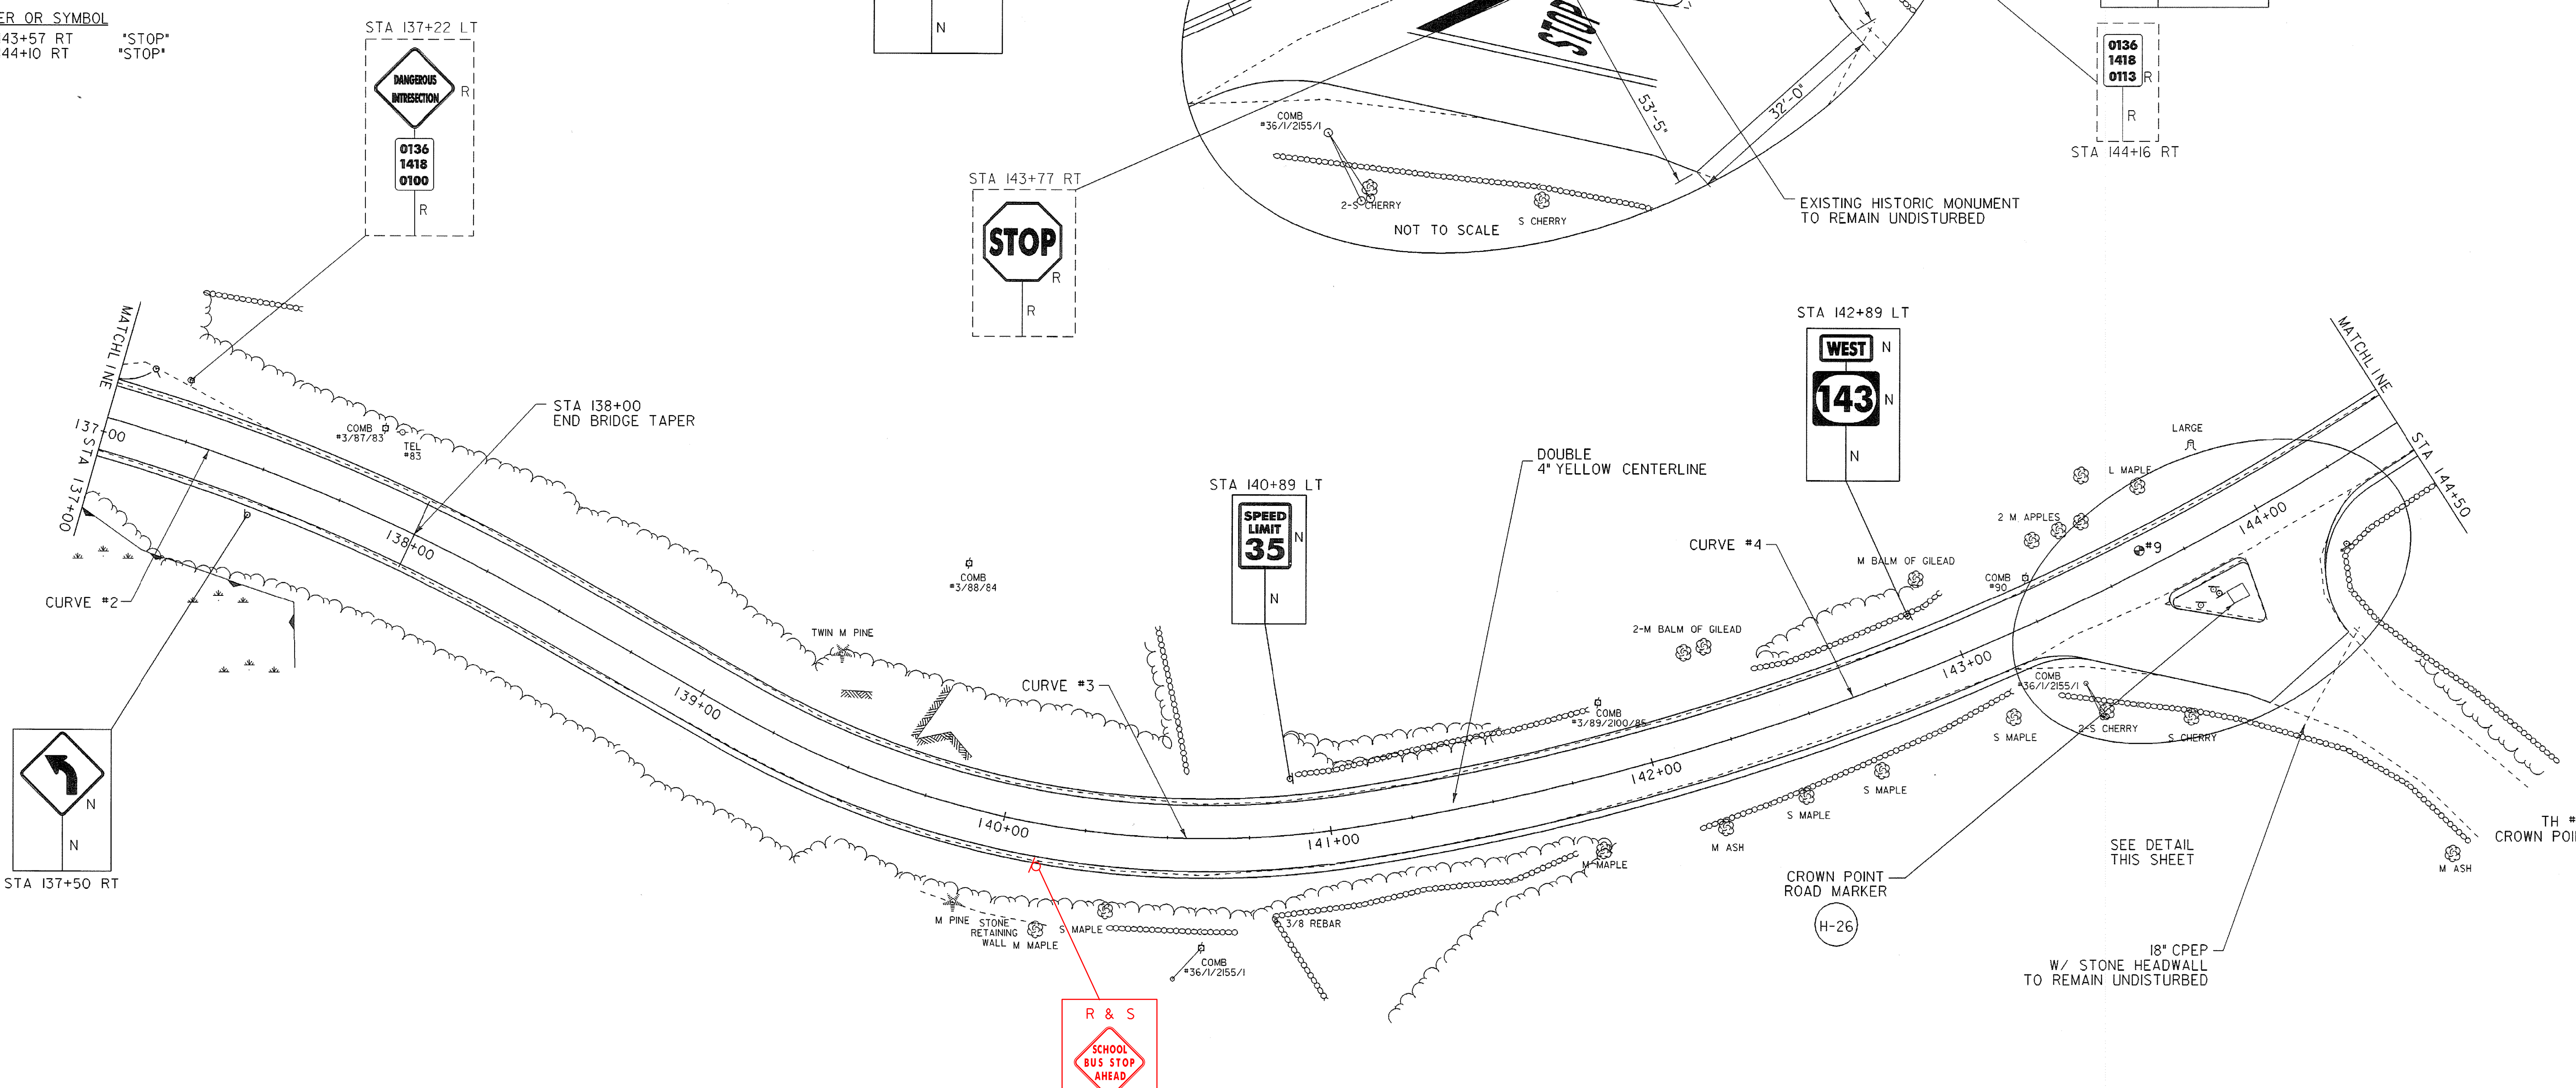 ER OR SYMBOL
43+57 RT "STOP"
44+10 RT "STOP"
STA 137+22 LT
DANGEROUS
INTRESECTION
R
0136
1418
0100
R
N
STOP
53'-5"
32'-0"
COMB
#36/1/2155/1
2-S CHERRY
S CHERRY
NOT TO SCALE
EXISTING HISTORIC MONUMENT
TO REMAIN UNDISTURBED
0136
1418
0113
R
R
STA 144+16 RT
STA 143+77 RT
STOP
R
R
STA 142+89 LT
WEST
N
143
N
N
MATCHLINE
STA 137+00
137+00
COMB
#3/87/83
TEL
#83
STA 138+00
END BRIDGE TAPER
138+00
CURVE #2
N
N
STA 137+50 RT
COMB
#3/88/84
TWIN M PINE
139+00
CURVE #3
140+00
STA 140+89 LT
SPEED
LIMIT
35
N
N
DOUBLE
4" YELLOW CENTERLINE
141+00
COMB
#3/89/2100/85
142+00
CURVE #4
2-M BALM OF GILEAD
M BALM OF GILEAD
143+00
COMB
#90
2 M APPLES
L MAPLE
LARGE
#9
144+00
MATCHLINE
STA 144+50
COMB
#36/1/2155/1
2-S CHERRY
S CHERRY
S MAPLE
S MAPLE
S MAPLE
M ASH
M MAPLE
M PINE
STONE
RETAINING
WALL
M MAPLE
S MAPLE
3/8 REBAR
COMB
#36/1/2155/1
CROWN POINT
ROAD MARKER
H-26
SEE DETAIL
THIS SHEET
18" CPEP
W/ STONE HEADWALL
TO REMAIN UNDISTURBED
TH #
CROWN POI
M ASH
R & S
SCHOOL
BUS STOP
AHEAD